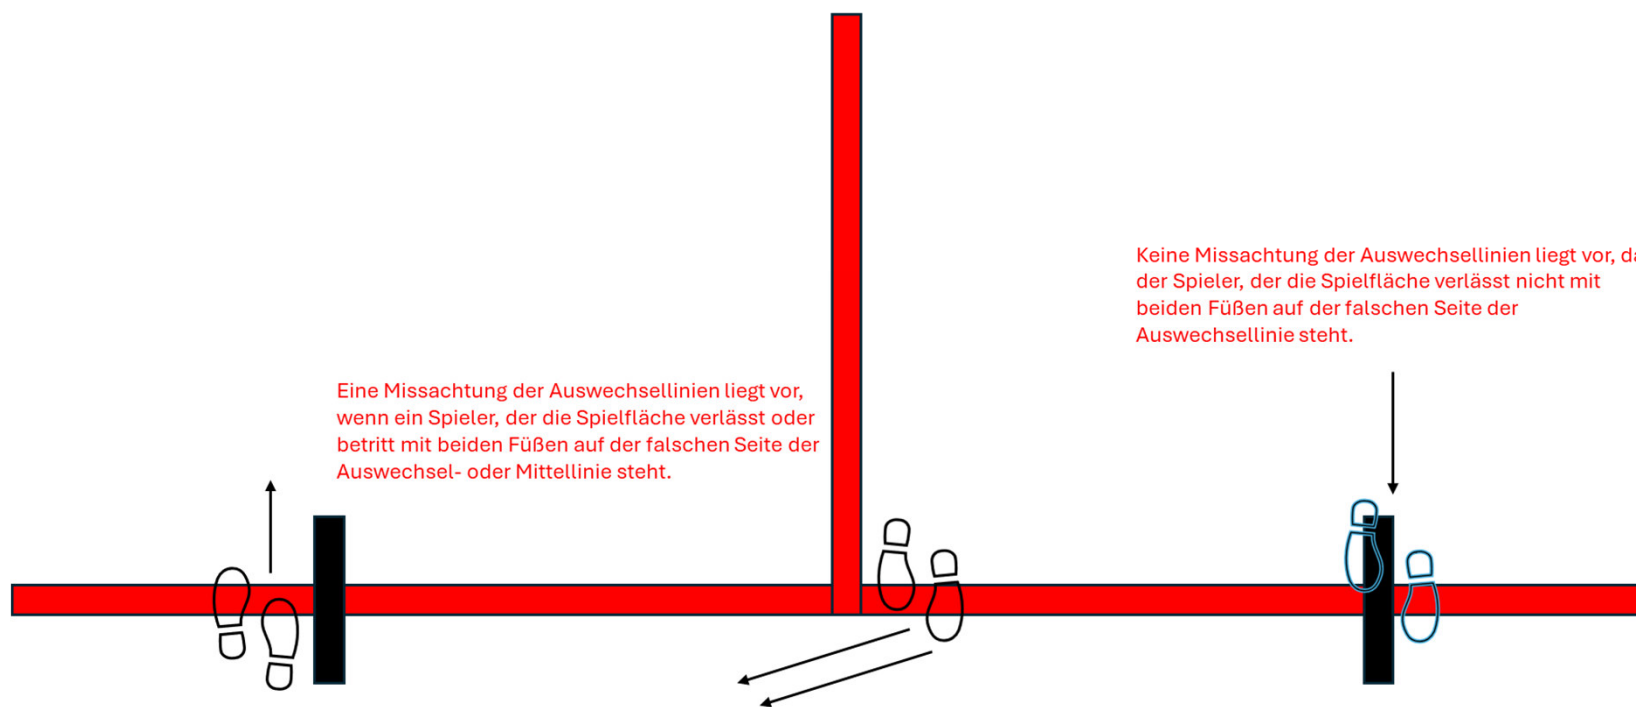 Keine Missachtung der Auswechsellinien liegt vor, da
der Spieler, der die Spielfläche verlässt nicht mit
beiden Füßen auf der falschen Seite der
Auswechsellinie steht.
Eine Missachtung der Auswechsellinien liegt vor,
wenn ein Spieler, der die Spielfläche verlässt oder
betritt mit beiden Füßen auf der falschen Seite der
Auswechsel- oder Mittellinie steht.